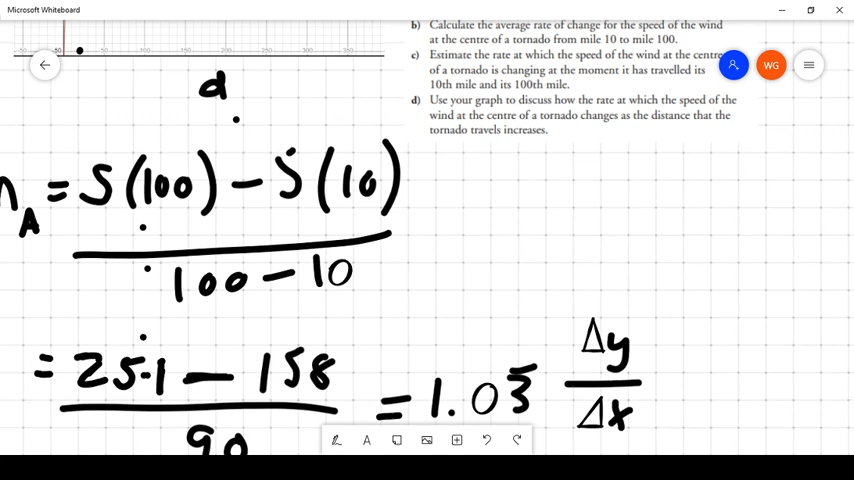 Microsoft Whiteboard
b) Calculate the average rate of change for the speed of the wind
at the centre of a tornado from mile 10 to mile 100.
c) Estimate the rate at which the speed of the wind at the centre
of a tornado is changing at the moment it has travelled its
10th mile and its 100th mile.
d) Use your graph to discuss how the rate at which the speed of the
wind at the centre of a tornado changes as the distance that the
tornado travels increases.
WG
d
A = S(100) - S(10)
100 - 10
= 251 - 158
90
= 1.03
Δy
Δx
A